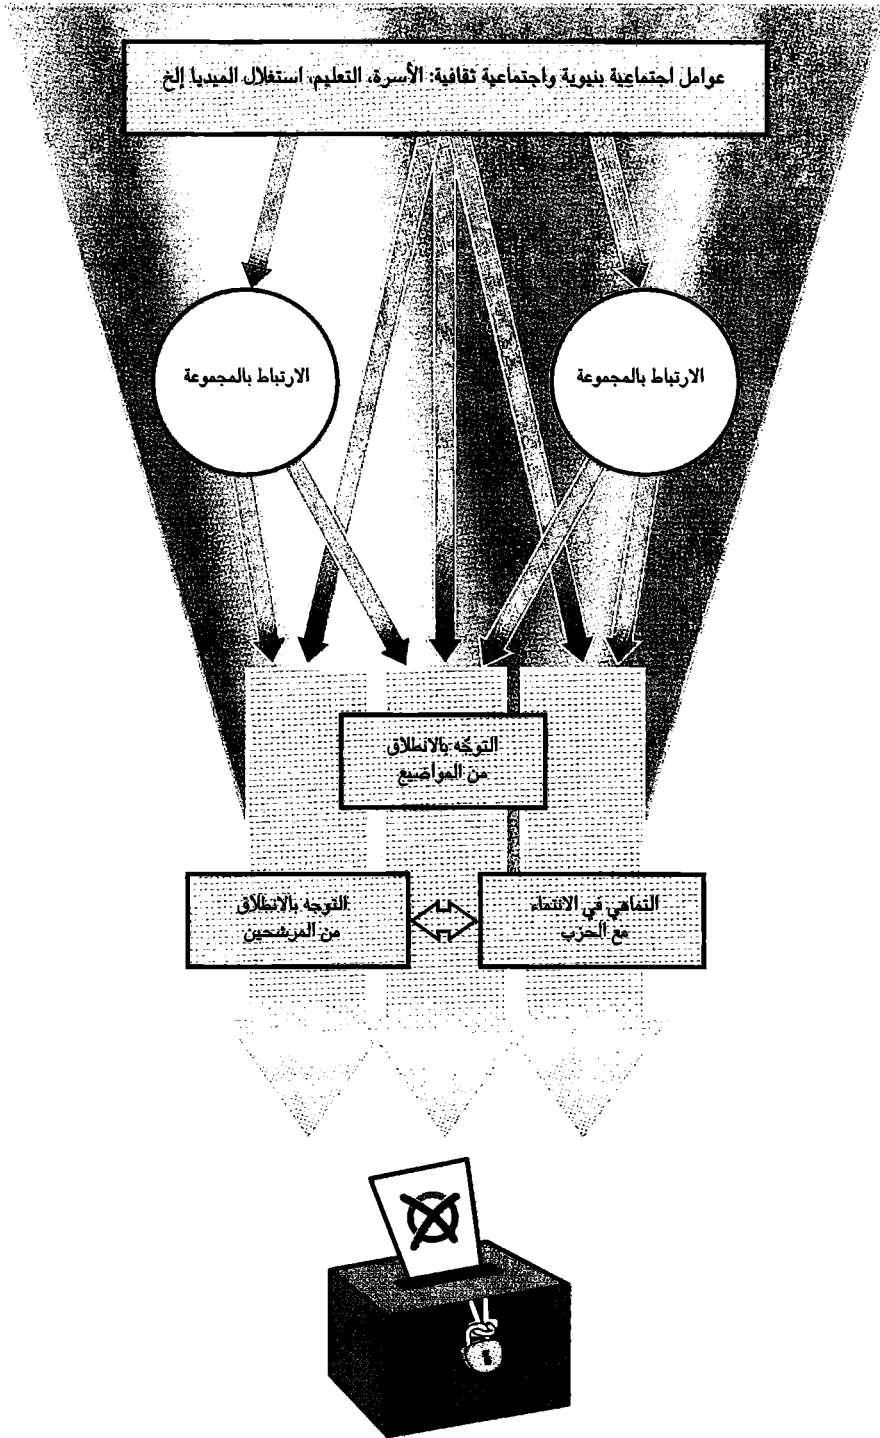 عوامل اجتماعية بنيوية واجتماعية ثقافية: الأسرة، التعليم، استغلال الميديا إلخ
الارتباط بالمجموعة
الارتباط بالمجموعة
التوجّه بالانطلاق
من المواضيع
التماهي في الانتماء
مع الحزب
التوجه بالانطلاق
من المرشحين